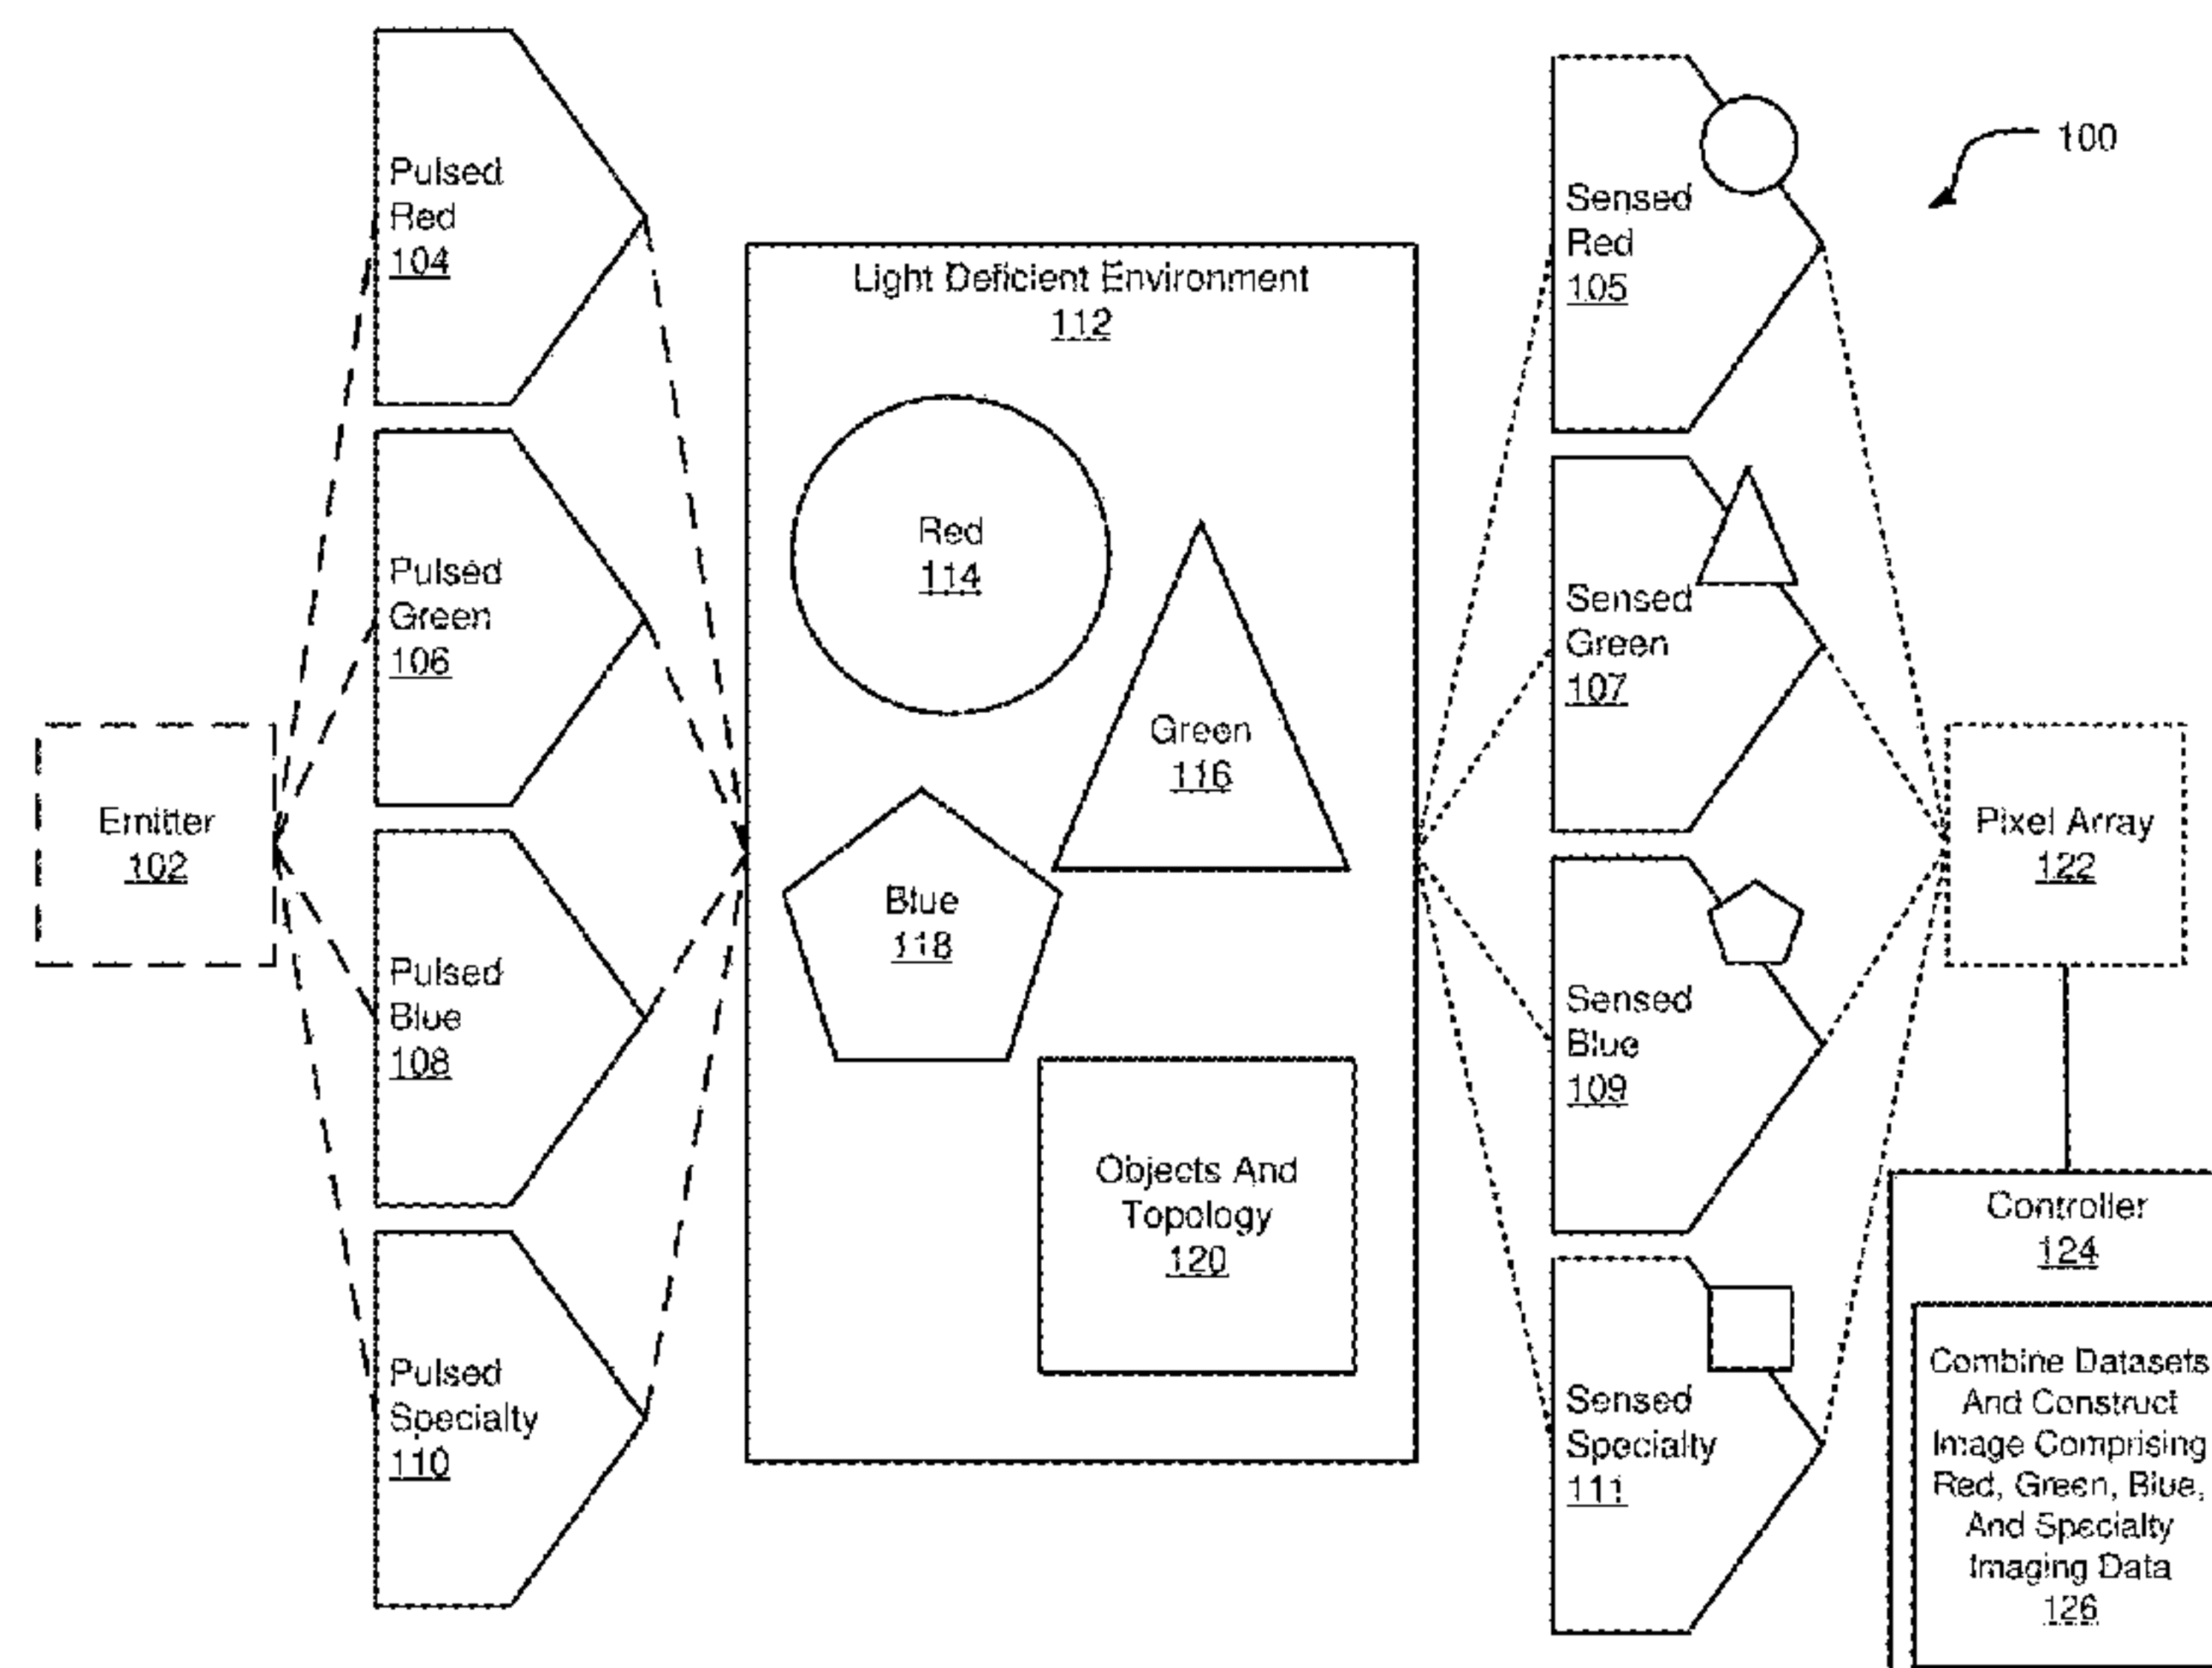 100
Pulsed
Red
104
Pulsed
Green
106
Pulsed
Blue
108
Pulsed
Specialty
110
Emitter
102
Light Deficient Environment
112
Red
114
Green
116
Blue
118
Objects And
Topology
120
Sensed
Red
105
Sensed
Green
107
Sensed
Blue
109
Sensed
Specialty
111
Pixel Array
122
Controller
124
Combine Datasets
And Construct
Image Comprising
Red, Green, Blue,
And Specialty
Imaging Data
126